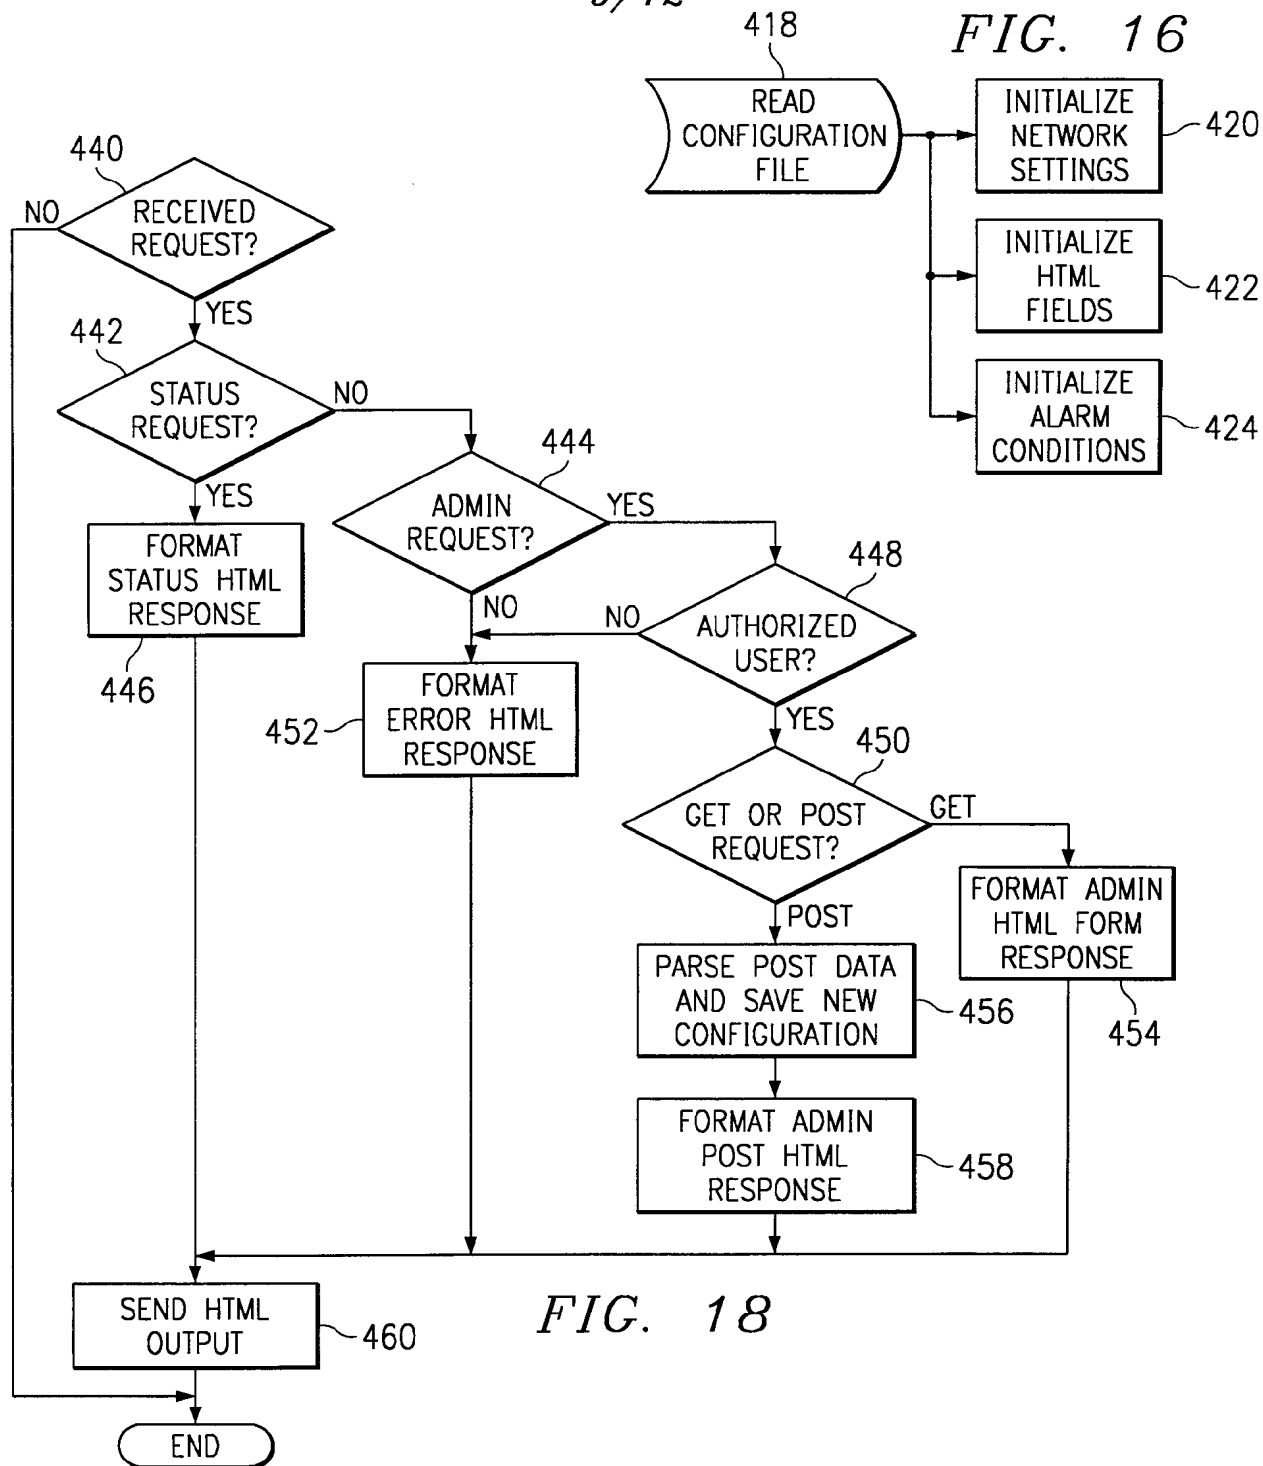 418
FIG. 16
READ
CONFIGURATION
FILE
INITIALIZE
NETWORK
SETTINGS
420
INITIALIZE
HTML
FIELDS
422
INITIALIZE
ALARM
CONDITIONS
424
440
NO
RECEIVED
REQUEST?
YES
442
STATUS
REQUEST?
NO
YES
444
ADMIN
REQUEST?
YES
NO
FORMAT
STATUS HTML
RESPONSE
446
448
AUTHORIZED
USER?
NO
YES
FORMAT
ERROR HTML
RESPONSE
452
450
GET OR POST
REQUEST?
GET
POST
FORMAT ADMIN
HTML FORM
RESPONSE
454
PARSE POST DATA
AND SAVE NEW
CONFIGURATION
456
FORMAT ADMIN
POST HTML
RESPONSE
458
SEND HTML
OUTPUT
460
FIG. 18
END